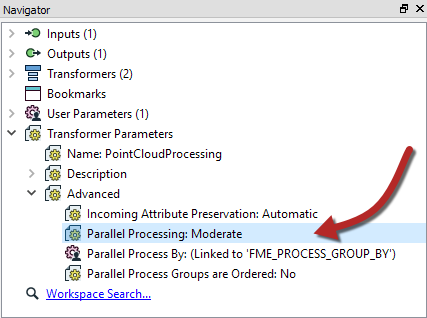 Navigator
Inputs (1)
Outputs (1)
Transformers (2)
Bookmarks
User Parameters (1)
Transformer Parameters
Name: PointCloudProcessing
Description
Advanced
Incoming Attribute Preservation: Automatic
Parallel Processing: Moderate
Parallel Process By: (Linked to 'FME_PROCESS_GROUP_BY')
Parallel Process Groups are Ordered: No
Workspace Search...